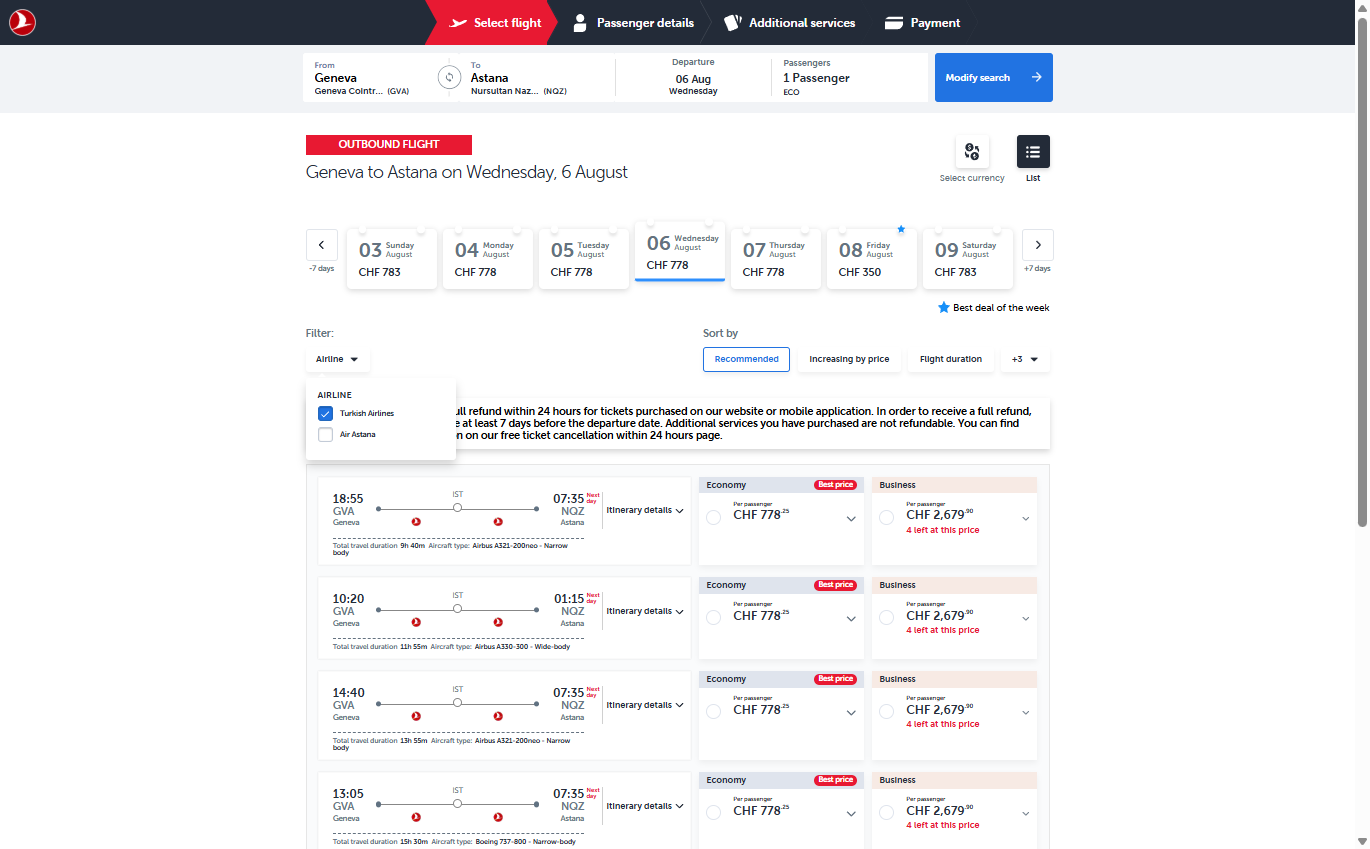 Select flight
Passenger details
Additional services
Payment
From
Geneva
Geneva Cointr... (GVA)
To
Astana
Nursultan Naz... (NQZ)
Departure
06 Aug
Wednesday
Passengers
1 Passenger
ECO
Modify search
OUTBOUND FLIGHT
Geneva to Astana on Wednesday, 6 August
Select currency
List
-7 days
03 Sunday August
CHF 783
04 Monday August
CHF 778
05 Tuesday August
CHF 778
06 Wednesday August
CHF 778
07 Thursday August
CHF 778
08 Friday August
CHF 350
09 Saturday August
CHF 783
+7 days
Best deal of the week
Filter:
Airline
Sort by
Recommended
Increasing by price
Flight duration
+3
AIRLINE
Turkish Airlines
Air Astana
ull refund within 24 hours for tickets purchased on our website or mobile application. In order to receive a full refund,
e at least 7 days before the departure date. Additional services you have purchased are not refundable. You can find
n on our free ticket cancellation within 24 hours page.
18:55
GVA
Geneva
IST
07:35 Next day
NQZ
Astana
Itinerary details
Total travel duration 9h 40m Aircraft type: Airbus A321-200neo - Narrow
body
Economy
Best price
Per passenger
CHF 778.25
Business
Per passenger
CHF 2,679.90
4 left at this price
10:20
GVA
Geneva
IST
01:15 Next day
NQZ
Astana
Itinerary details
Total travel duration 11h 55m Aircraft type: Airbus A330-300 - Wide-body
Economy
Best price
Per passenger
CHF 778.25
Business
Per passenger
CHF 2,679.90
4 left at this price
14:40
GVA
Geneva
IST
07:35 Next day
NQZ
Astana
Itinerary details
Total travel duration 13h 55m Aircraft type: Airbus A321-200neo - Narrow
body
Economy
Best price
Per passenger
CHF 778.25
Business
Per passenger
CHF 2,679.90
4 left at this price
13:05
GVA
Geneva
IST
07:35 Next day
NQZ
Astana
Itinerary details
Total travel duration 15h 30m Aircraft type: Boeing 737-800 - Narrow-body
Economy
Best price
Per passenger
CHF 778.25
Business
Per passenger
CHF 2,679.90
4 left at this price